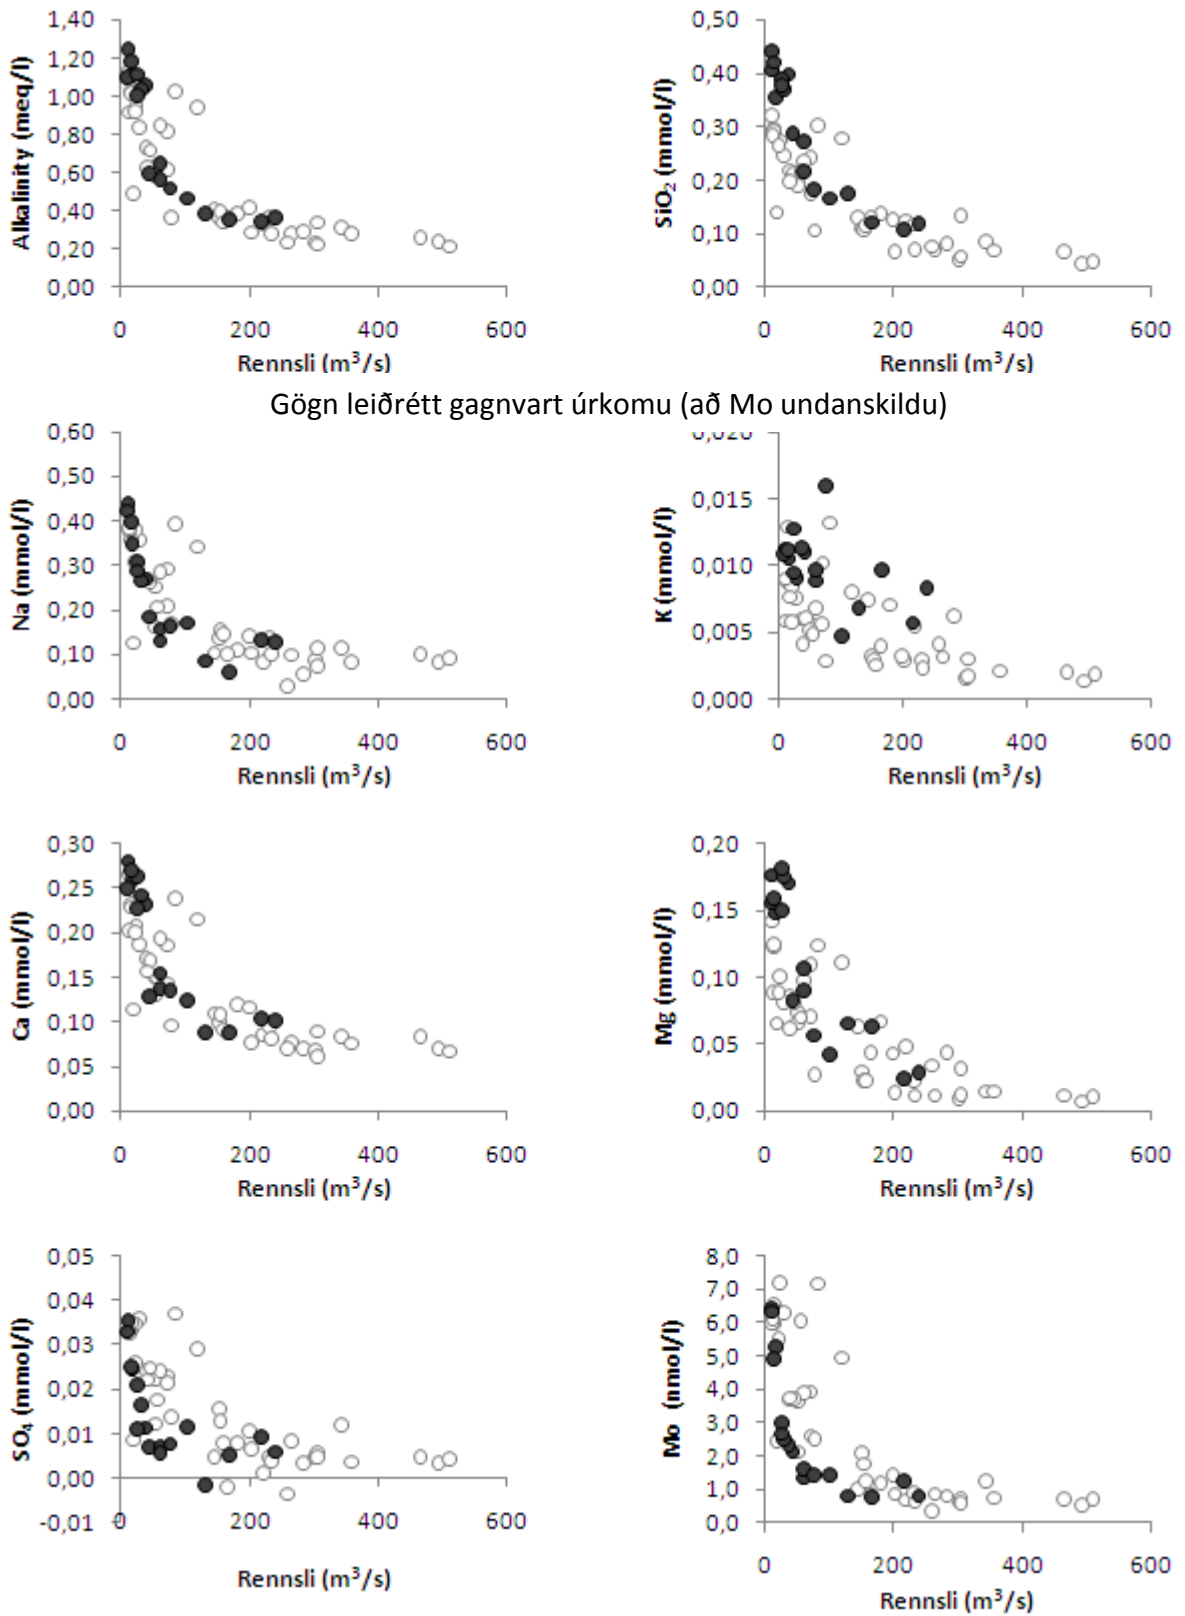 1,40
1,20
1,00
0,80
0,60
0,40
0,20
0,00
Alkalinity (meq/l)
0 200 400 600
Rennsli (m³/s)
0,50
0,40
0,30
0,20
0,10
0,00
SiO₂ (mmol/l)
0 200 400 600
Rennsli (m³/s)
Gögn leiðrétt gagnvart úrkomu (að Mo undanskildu)
0,60
0,50
0,40
0,30
0,20
0,10
0,00
Na (mmol/l)
0 200 400 600
Rennsli (m³/s)
0,020
0,015
0,010
0,005
0,000
K (mmol/l)
0 200 400 600
Rennsli (m³/s)
0,30
0,25
0,20
0,15
0,10
0,05
0,00
Ca (mmol/l)
0 200 400 600
Rennsli (m³/s)
0,20
0,15
0,10
0,05
0,00
Mg (mmol/l)
0 200 400 600
Rennsli (m³/s)
0,05
0,04
0,03
0,02
0,01
0,00
-0,01
SO₄ (mmol/l)
0 200 400 600
Rennsli (m³/s)
8,0
7,0
6,0
5,0
4,0
3,0
2,0
1,0
0,0
Mo (nmol/l)
0 200 400 600
Rennsli (m³/s)